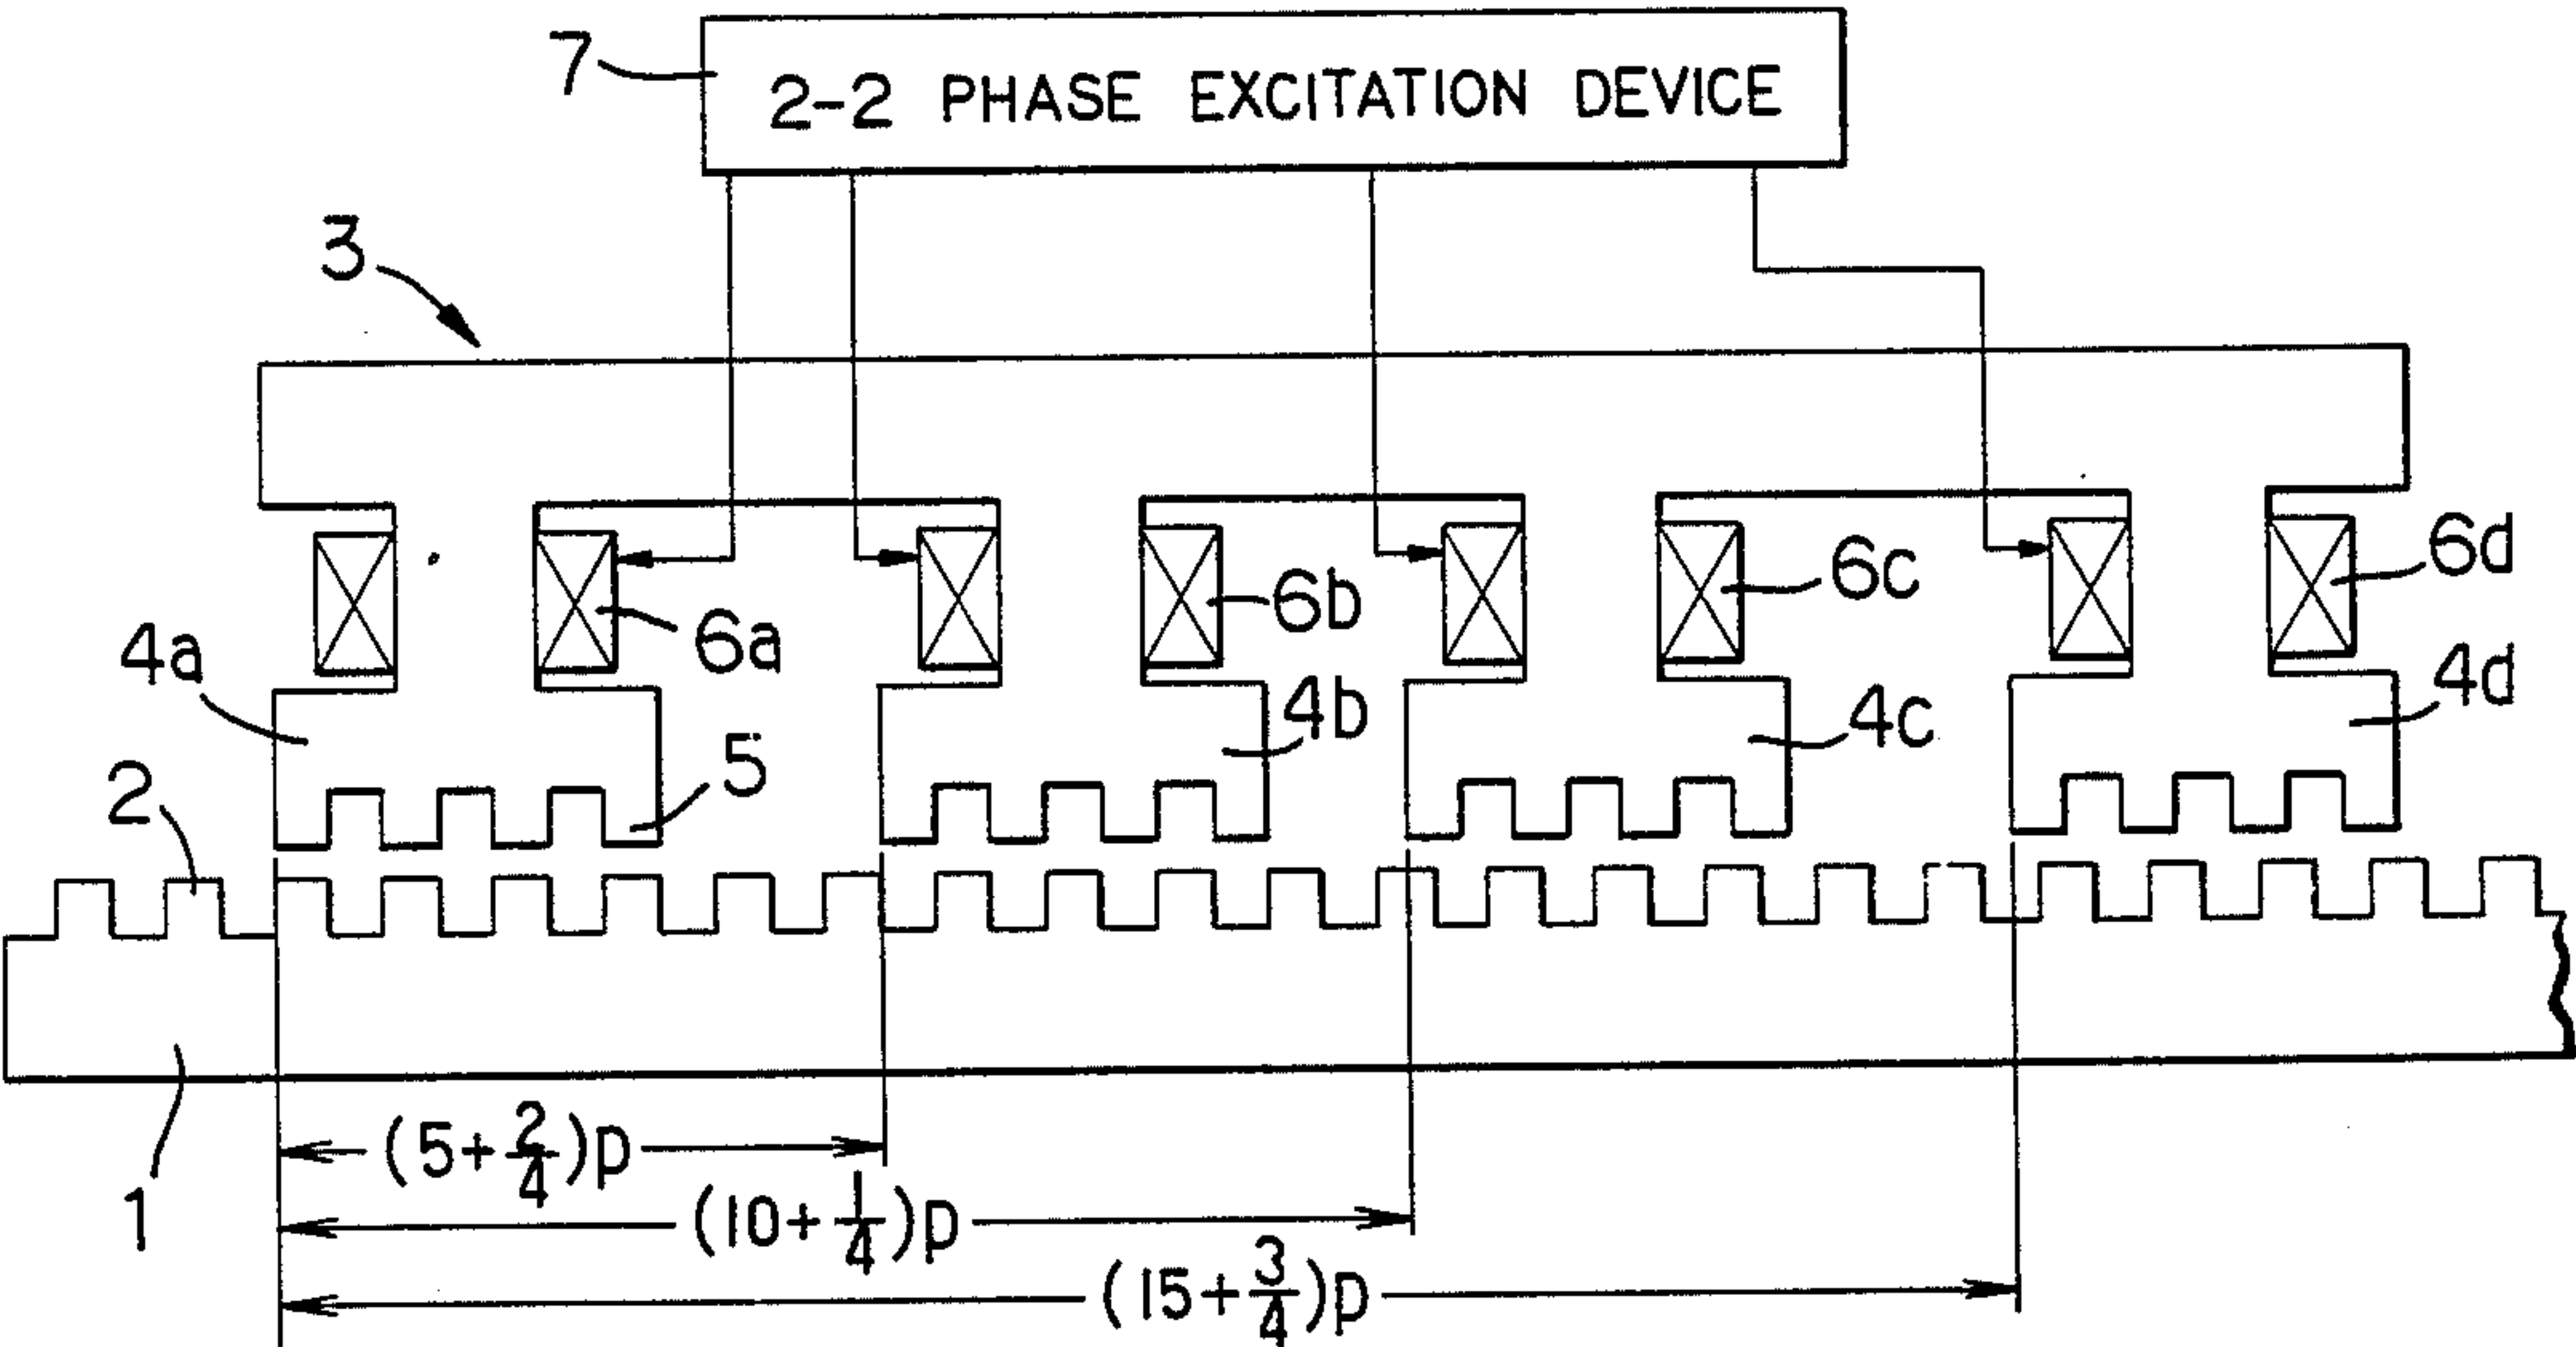 7
2-2 PHASE EXCITATION DEVICE
3
6a
6b
6c
6d
4a
4b
4c
4d
5
2
1
(5+2/4)p
(10+1/4)p
(15+3/4)p